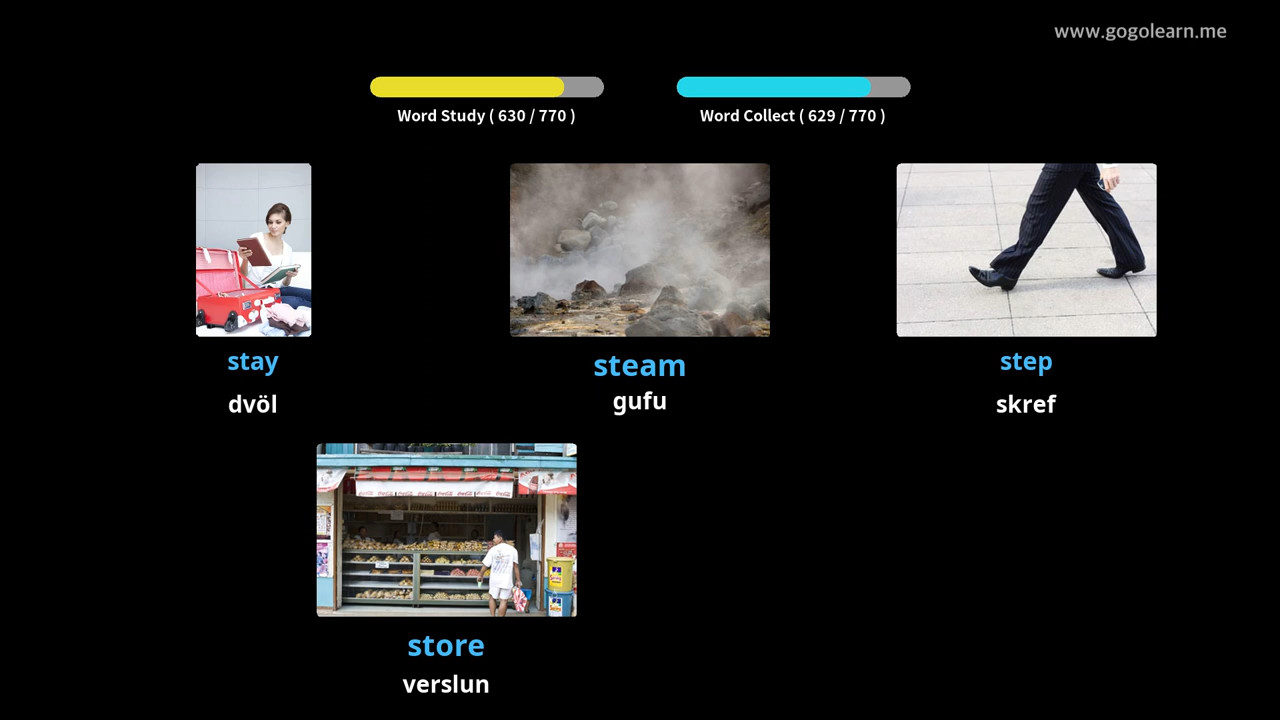 www.gogolearn.me
Word Study ( 630 / 770 )
Word Collect ( 629 / 770 )
stay
steam
step
dvöl
gufu
skref
store
verslun